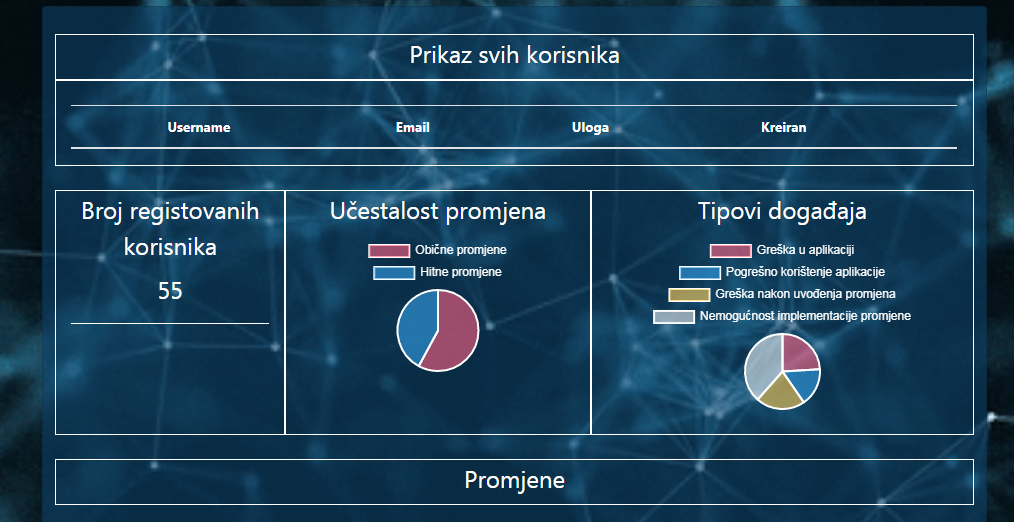 Prikaz svih korisnika
Username Email Uloga Kreiran
Broj registovanih
korisnika
55
Učestalost promjena
Obične promjene
Hitne promjene
Tipovi događaja
Greška u aplikaciji
Pogrešno korištenje aplikacije
Greška nakon uvođenja promjena
Nemogućnost implementacije promjene
Promjene